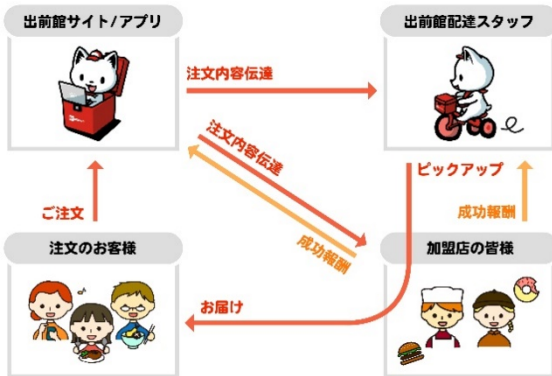 出前館サイト/アプリ
出前館配達スタッフ
注文内容伝達
注文内容伝達
ピックアップ
ご注文
成功報酬
成功報酬
注文のお客様
加盟店の皆様
お届け